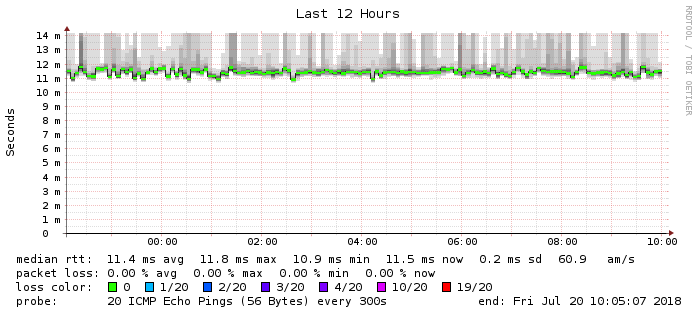 Last 12 Hours
RRDTOOL / TOBI OETIKER
Seconds
14 m
13 m
12 m
11 m
10 m
9 m
8 m
7 m
6 m
5 m
4 m
3 m
2 m
1 m
0
00:00 02:00 04:00 06:00 08:00 10:00
median rtt: 11.4 ms avg 11.8 ms max 10.9 ms min 11.5 ms now 0.2 ms sd 60.9 am/s
packet loss: 0.00 % avg 0.00 % max 0.00 % min 0.00 % now
loss color: 0 1/20 2/20 3/20 4/20 10/20 19/20
probe: 20 ICMP Echo Pings (56 Bytes) every 300s end: Fri Jul 20 10:05:07 2018